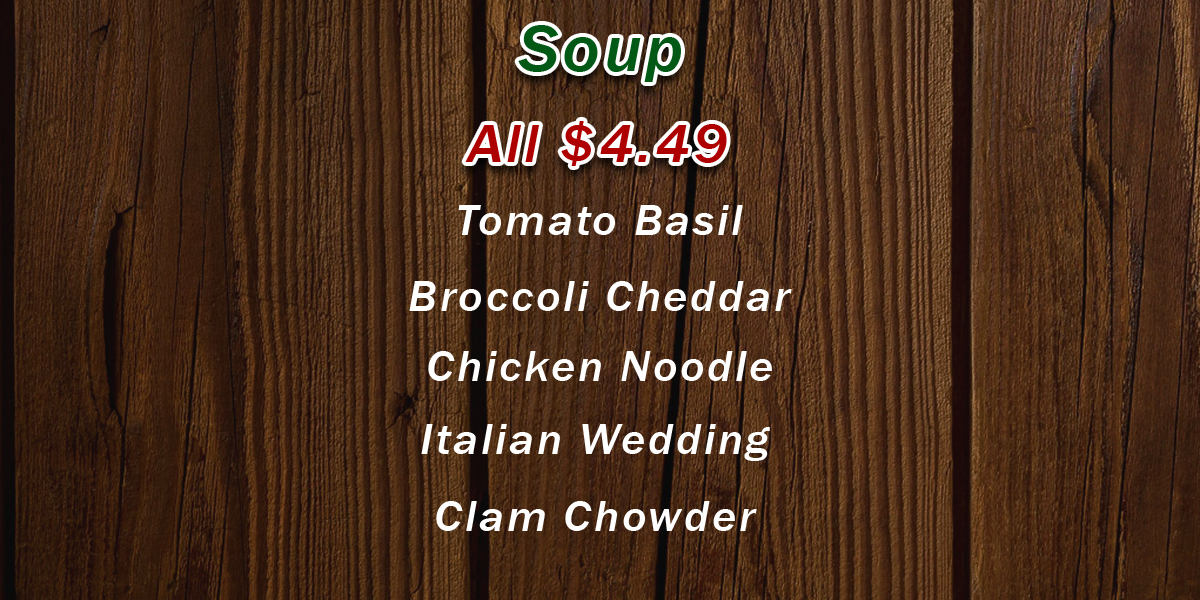 Soup
All $4.49
Tomato Basil
Broccoli Cheddar
Chicken Noodle
Italian Wedding
Clam Chowder